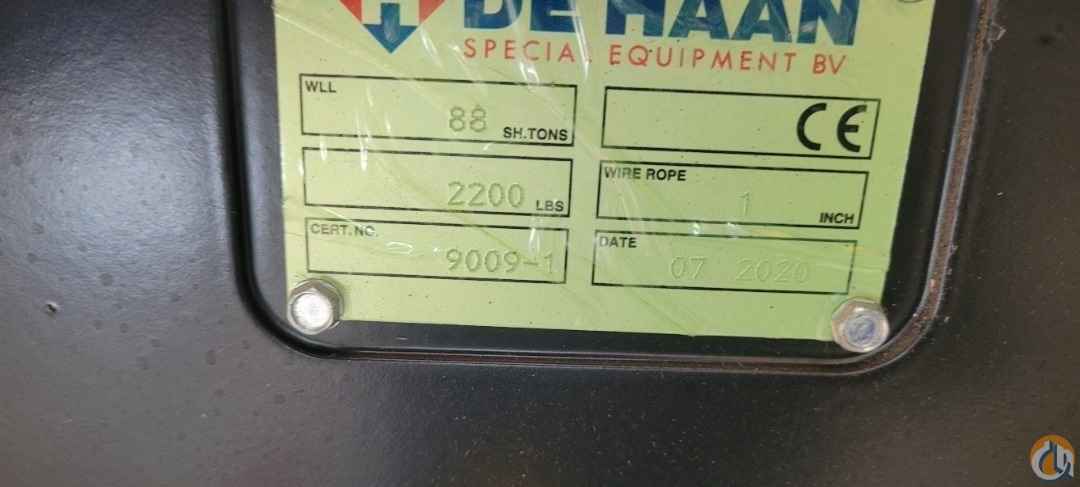 DE HAAN
SPECIAL EQUIPMENT BV
WLL
88 SH.TONS
CE
2200 LBS
WIRE ROPE
1 INCH
CERT.NO.
9009-1
DATE
07 2020